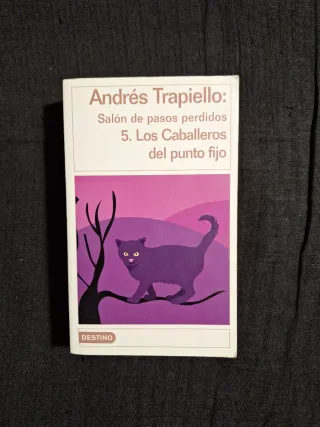 Andrés Trapiello:
Salón de pasos perdidos
5. Los Caballeros
del punto fijo
DESTINO